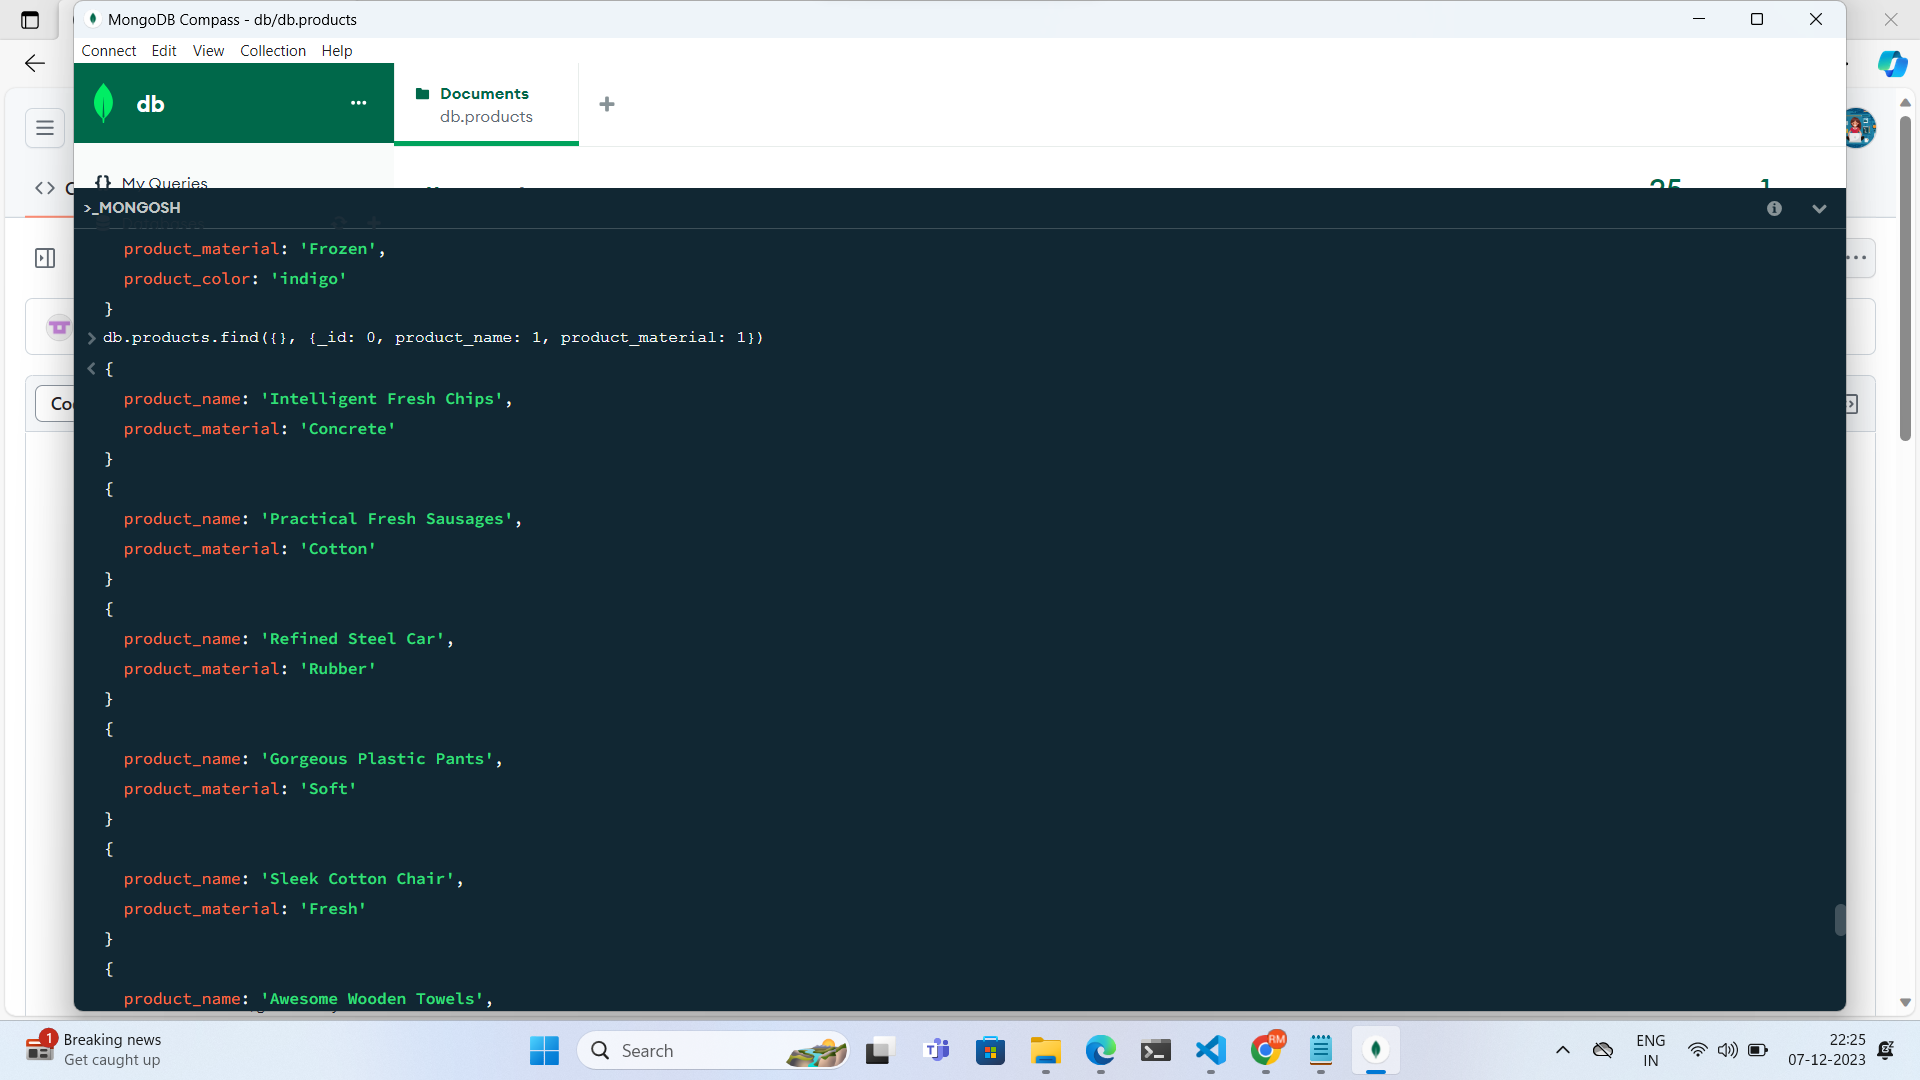 MongoDB Compass - db/db.products
Connect Edit View Collection Help
db
Documents
db.products
{} My Queries
25 1
>_MONGOSH
product_material: 'Frozen',
product_color: 'indigo'
}
db.products.find({}, {_id: 0, product_name: 1, product_material: 1})
{
product_name: 'Intelligent Fresh Chips',
product_material: 'Concrete'
}
{
product_name: 'Practical Fresh Sausages',
product_material: 'Cotton'
}
{
product_name: 'Refined Steel Car',
product_material: 'Rubber'
}
{
product_name: 'Gorgeous Plastic Pants',
product_material: 'Soft'
}
{
product_name: 'Sleek Cotton Chair',
product_material: 'Fresh'
}
{
product_name: 'Awesome Wooden Towels',
1 Breaking news
Get caught up
Search
RM
ENG
IN
22:25
07-12-2023